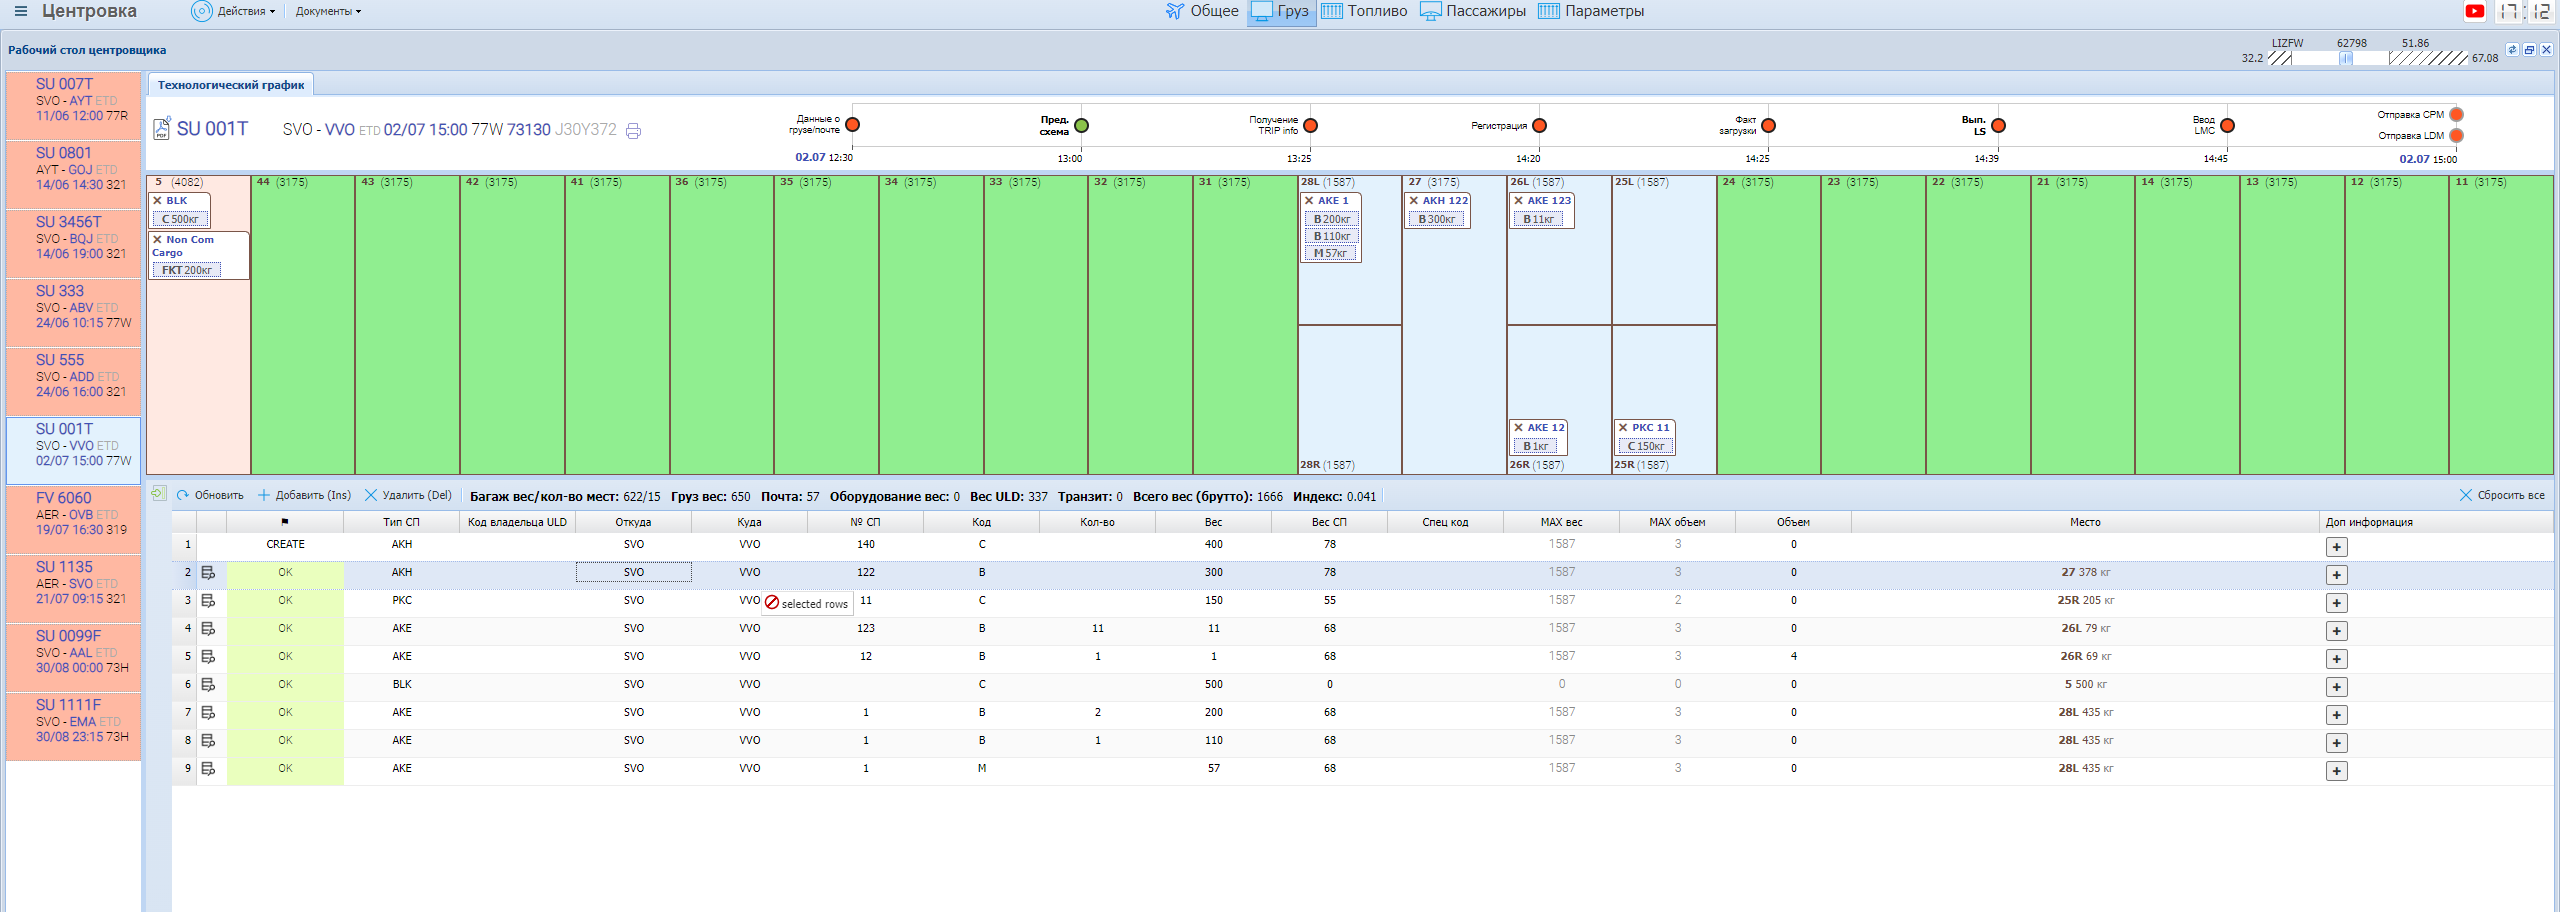 Центровка Действия Документы Общее Груз Топливо Пассажиры Параметры 17:12
Рабочий стол центровщика
LIZFW 62798 51.86
32.2 67.08
SU 007T
SVO - AYT ETD
11/06 12:00 77R
SU 0801
AYT - GOJ ETD
14/06 14:30 321
SU 3456T
SVO - BQJ ETD
14/06 19:00 321
SU 333
SVO - ABV ETD
24/06 10:15 77W
SU 555
SVO - ADD ETD
24/06 16:00 321
SU 001T
SVO - VVO ETD
02/07 15:00 77W
FV 6060
AER - OVB ETD
19/07 16:30 319
SU 1135
AER - SVO ETD
21/07 09:15 321
SU 0099F
SVO - AAL ETD
30/08 00:00 73H
SU 1111F
SVO - EMA ETD
30/08 23:15 73H
Технологический график
PDF SU 001T SVO - VVO ETD 02/07 15:00 77W 73130 J30Y372
Данные о
грузе/почте
02.07 12:30
Пред.
схема
13:00
Получение
TRIP info
13:25
Регистрация
14:20
Факт
загрузки
14:25
Вып.
LS
14:39
Ввод
LMC
14:45
Отправка CPM
Отправка LDM
02.07 15:00
5 (4082) 44 (3175) 43 (3175) 42 (3175) 41 (3175) 36 (3175) 35 (3175) 34 (3175) 33 (3175) 32 (3175) 31 (3175) 28L (1587) 27 (3175) 26L (1587) 25L (1587) 24 (3175) 23 (3175) 22 (3175) 21 (3175) 14 (3175) 13 (3175) 12 (3175) 11 (3175)
BLK
C 500кг
Non Com
Cargo
FKT 200кг
AKE 1
B 200кг
B 110кг
M 57кг
AKH 122
B 300кг
AKE 123
B 11кг
AKE 12
B 1кг
PKC 11
C 150кг
28R (1587) 26R (1587) 25R (1587)
Обновить Добавить (Ins) Удалить (Del) Багаж вес/кол-во мест: 622/15 Груз вес: 650 Почта: 57 Оборудование вес: 0 Вес ULD: 337 Транзит: 0 Всего вес (брутто): 1666 Индекс: 0.041 Сбросить все
Тип СП Код владельца ULD Откуда Куда № СП Код Кол-во Вес Вес СП Спец код MAX вес MAX объем Объем Место Доп информация
1 CREATE AKH SVO VVO 140 C 400 78 1587 3 0 +
2 OK AKH SVO VVO 122 B 300 78 1587 3 0 27 378 кг +
3 OK PKC SVO VVO 11 C 150 55 1587 2 0 25R 205 кг +
selected rows
4 OK AKE SVO VVO 123 B 11 11 68 1587 3 0 26L 79 кг +
5 OK AKE SVO VVO 12 B 1 1 68 1587 3 4 26R 69 кг +
6 OK BLK SVO VVO C 500 0 0 0 0 5 500 кг +
7 OK AKE SVO VVO 1 B 2 200 68 1587 3 0 28L 435 кг +
8 OK AKE SVO VVO 1 B 1 110 68 1587 3 0 28L 435 кг +
9 OK AKE SVO VVO 1 M 57 68 1587 3 0 28L 435 кг +